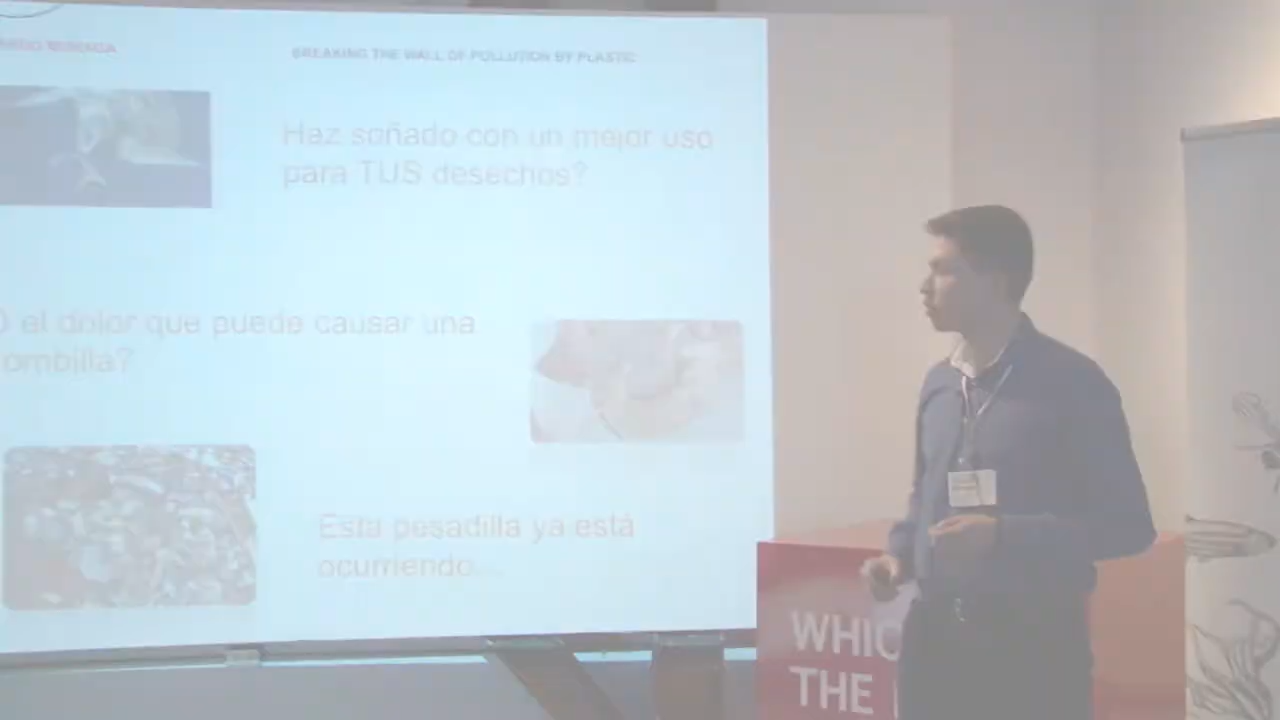 BREAKING THE WALL OF POLLUTION BY PLASTIC
Haz soñado con un mejor uso
para TUS desechos?
O el dolor que puede causar una
ombilla?
Esta pesadilla ya está
ocurriendo...
WHIC
THE